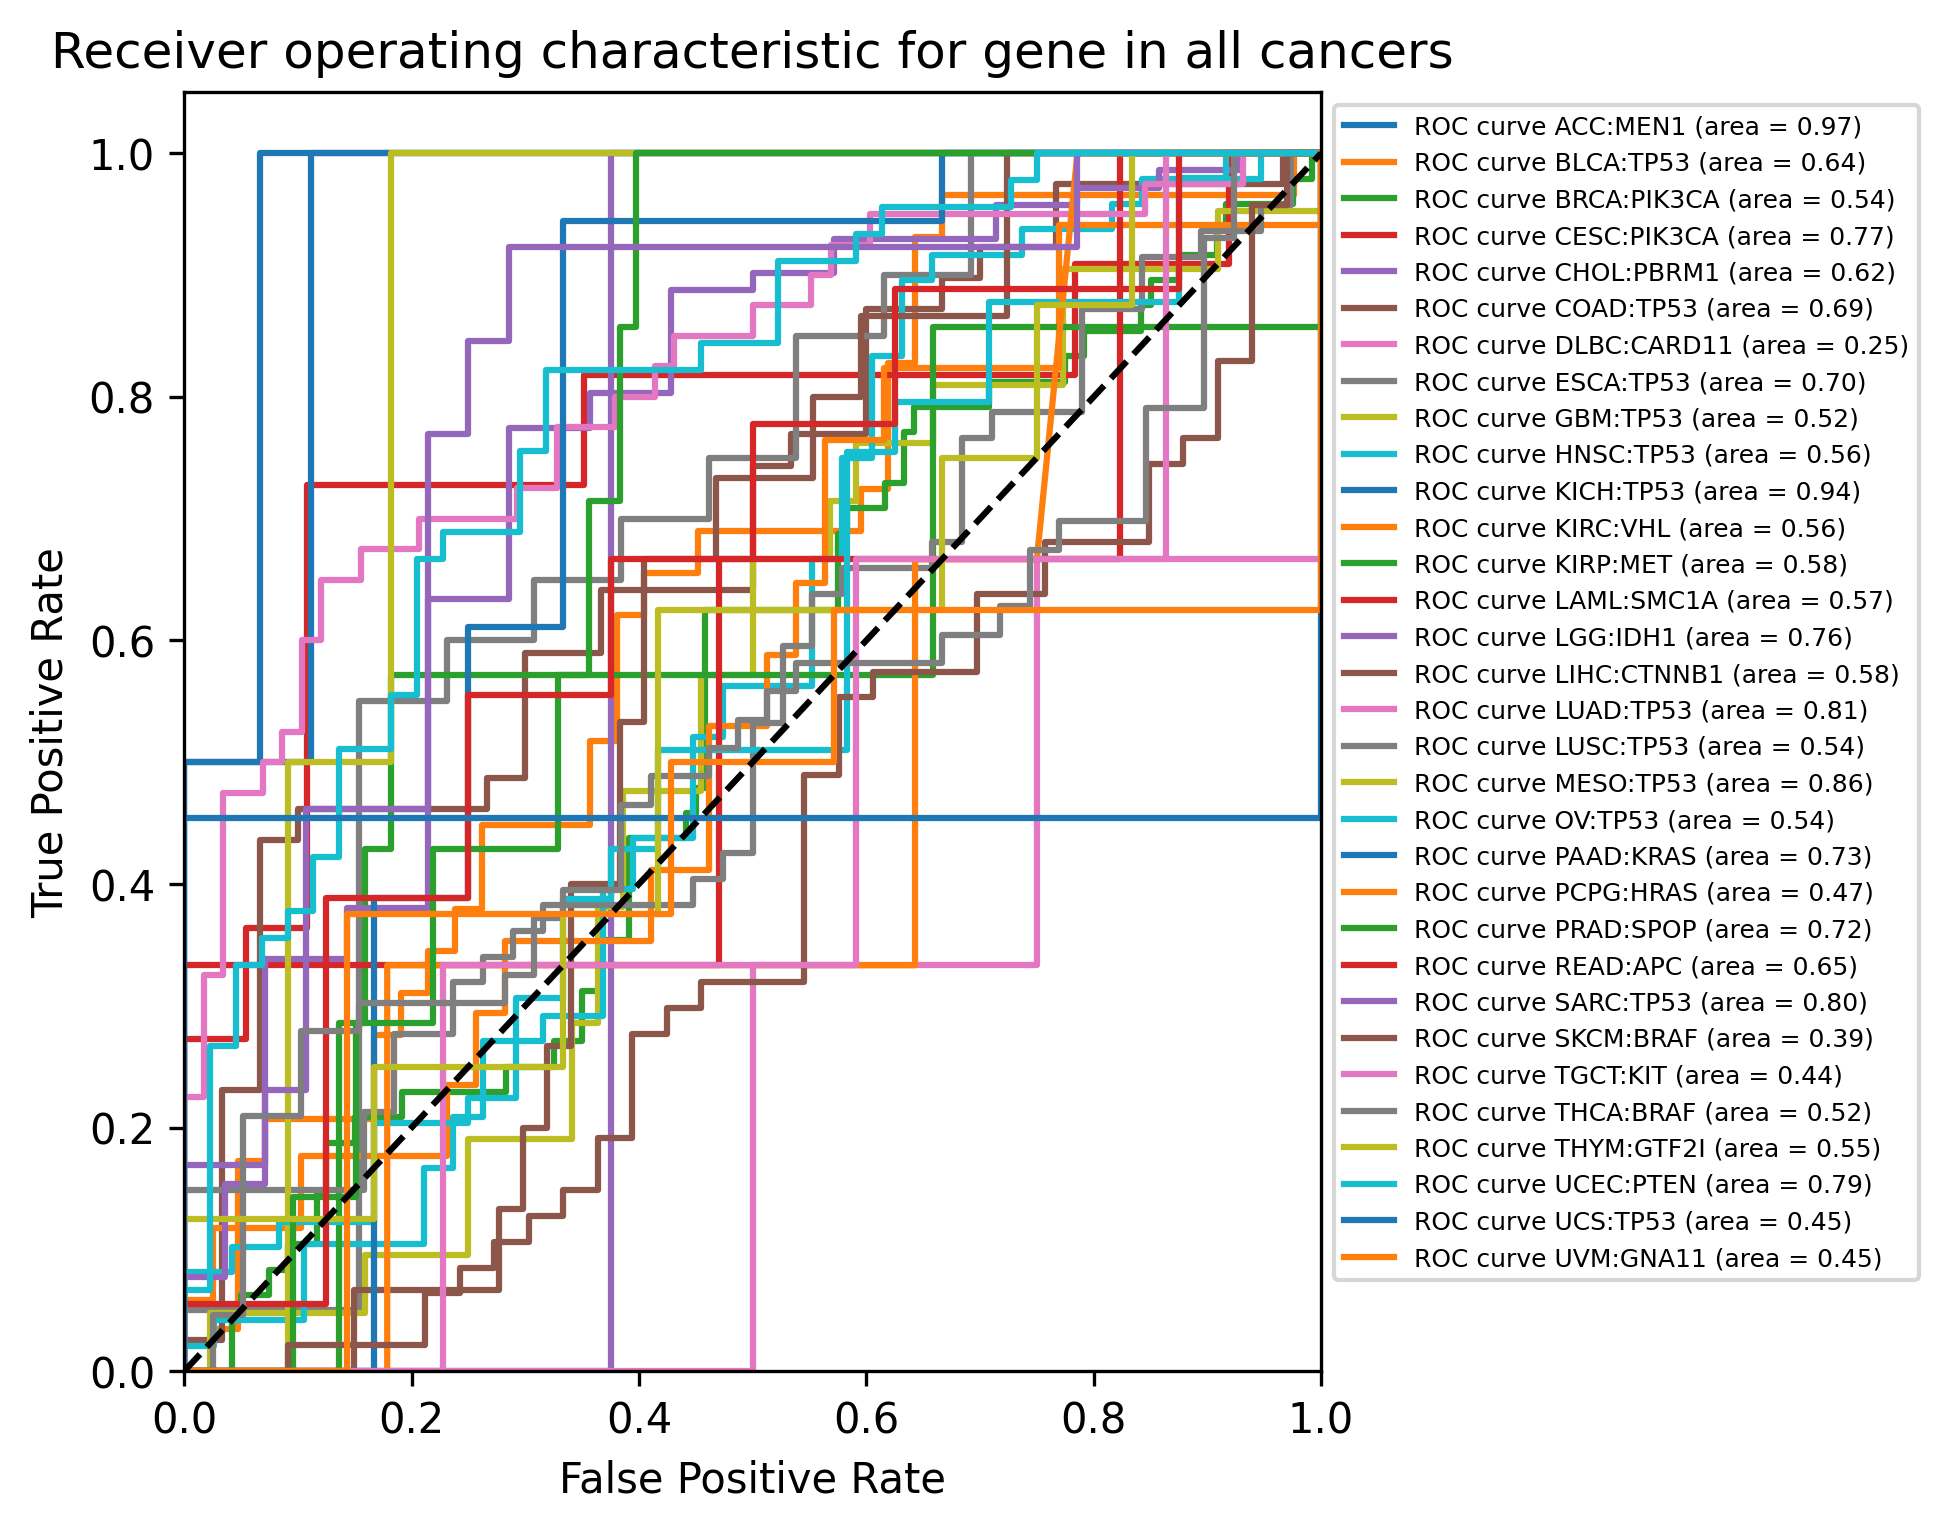 Receiver operating characteristic for gene in all cancers
True Positive Rate
1.0
0.8
0.6
0.4
0.2
0.0
0.0 0.2 0.4 0.6 0.8 1.0
False Positive Rate
ROC curve ACC:MEN1 (area = 0.97)
ROC curve BLCA:TP53 (area = 0.64)
ROC curve BRCA:PIK3CA (area = 0.54)
ROC curve CESC:PIK3CA (area = 0.77)
ROC curve CHOL:PBRM1 (area = 0.62)
ROC curve COAD:TP53 (area = 0.69)
ROC curve DLBC:CARD11 (area = 0.25)
ROC curve ESCA:TP53 (area = 0.70)
ROC curve GBM:TP53 (area = 0.52)
ROC curve HNSC:TP53 (area = 0.56)
ROC curve KICH:TP53 (area = 0.94)
ROC curve KIRC:VHL (area = 0.56)
ROC curve KIRP:MET (area = 0.58)
ROC curve LAML:SMC1A (area = 0.57)
ROC curve LGG:IDH1 (area = 0.76)
ROC curve LIHC:CTNNB1 (area = 0.58)
ROC curve LUAD:TP53 (area = 0.81)
ROC curve LUSC:TP53 (area = 0.54)
ROC curve MESO:TP53 (area = 0.86)
ROC curve OV:TP53 (area = 0.54)
ROC curve PAAD:KRAS (area = 0.73)
ROC curve PCPG:HRAS (area = 0.47)
ROC curve PRAD:SPOP (area = 0.72)
ROC curve READ:APC (area = 0.65)
ROC curve SARC:TP53 (area = 0.80)
ROC curve SKCM:BRAF (area = 0.39)
ROC curve TGCT:KIT (area = 0.44)
ROC curve THCA:BRAF (area = 0.52)
ROC curve THYM:GTF2I (area = 0.55)
ROC curve UCEC:PTEN (area = 0.79)
ROC curve UCS:TP53 (area = 0.45)
ROC curve UVM:GNA11 (area = 0.45)